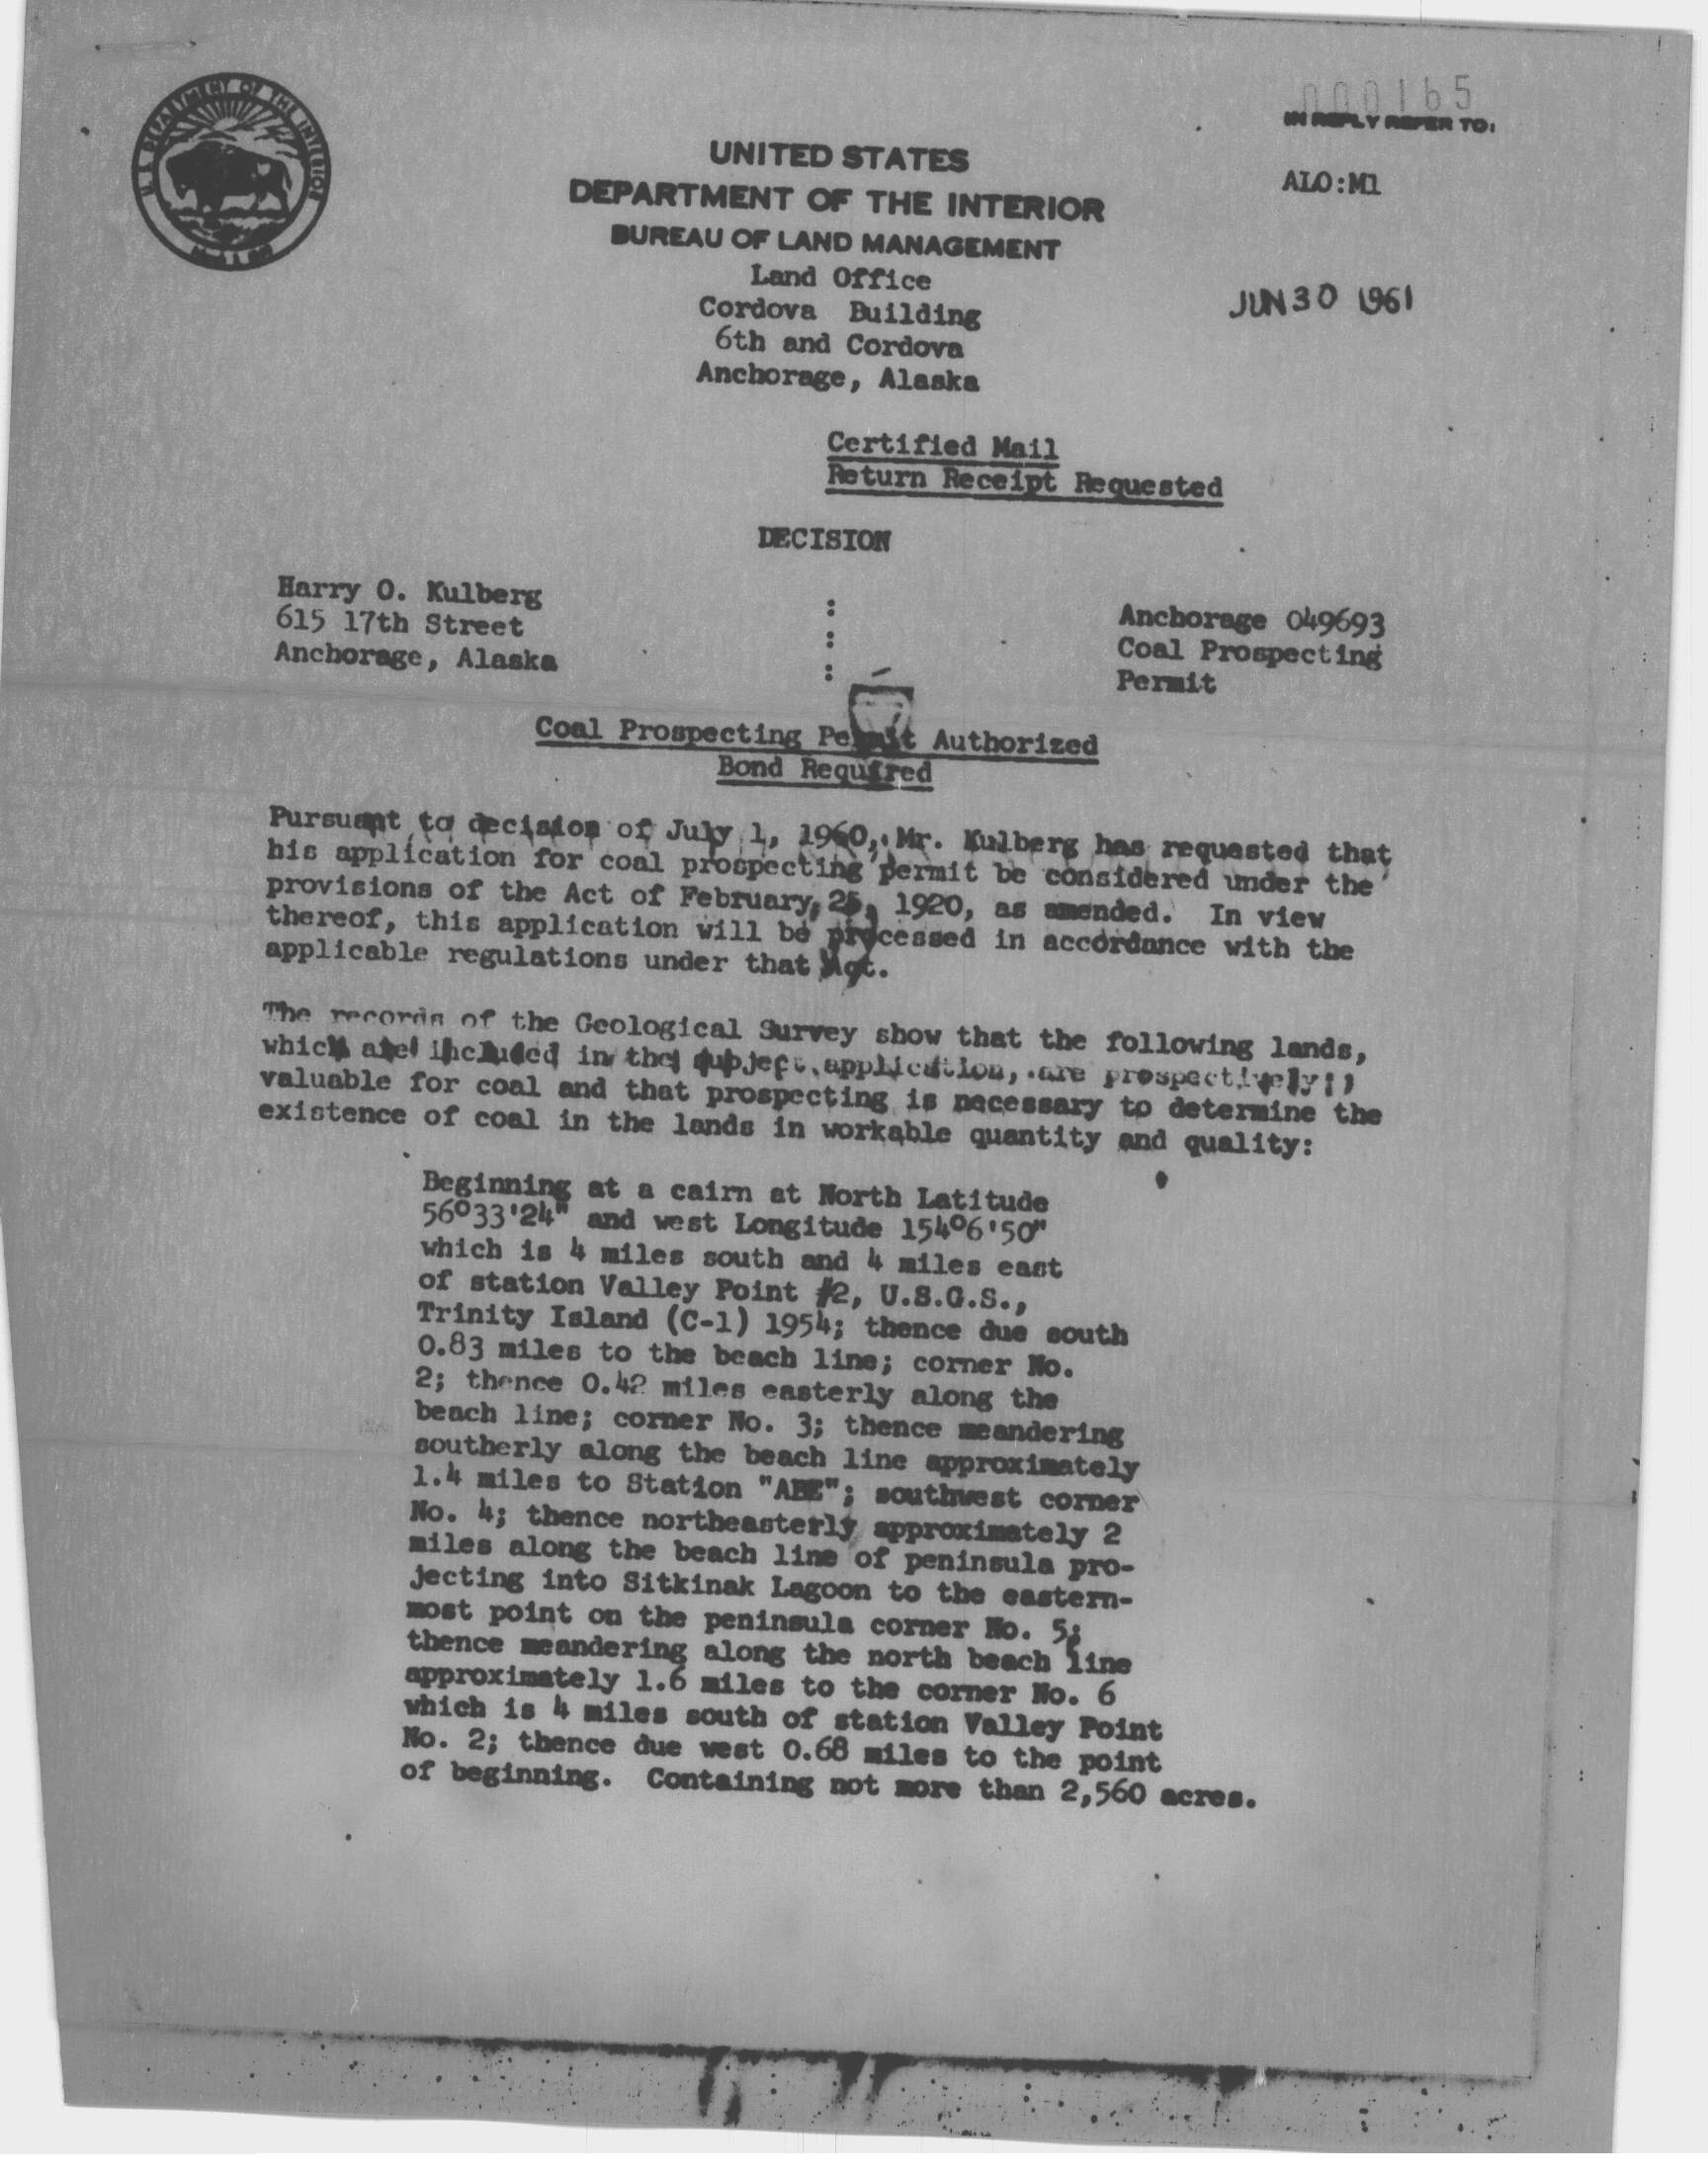 000165
IN REPLY REFER TO:
UNITED STATES
DEPARTMENT OF THE INTERIOR
BUREAU OF LAND MANAGEMENT
Land Office
Cordova Building
6th and Cordova
Anchorage, Alaska
ALO:M1
JUN 30 1961
U.S. DEPARTMENT OF THE INTERIOR
Certified Mail
Return Receipt Requested
DECISION
Harry O. Kulberg
615 17th Street
Anchorage, Alaska
:
:
:
Anchorage 049693
Coal Prospecting
Permit
Coal Prospecting Permit Authorized
Bond Required
Pursuant to decision of July 1, 1960, Mr. Kulberg has requested that
his application for coal prospecting permit be considered under the
provisions of the Act of February 25, 1920, as amended. In view
thereof, this application will be processed in accordance with the
applicable regulations under that Act.
The records of the Geological Survey show that the following lands,
which are included in the subject application, are prospectively
valuable for coal and that prospecting is necessary to determine the
existence of coal in the lands in workable quantity and quality:
Beginning at a cairn at North Latitude
56°33'24" and west Longitude 154°6'50"
which is 4 miles south and 4 miles east
of station Valley Point #2, U.S.G.S.,
Trinity Island (C-1) 1954; thence due south
0.83 miles to the beach line; corner No.
2; thence 0.42 miles easterly along the
beach line; corner No. 3; thence meandering
southerly along the beach line approximately
1.4 miles to Station "ABE"; southwest corner
No. 4; thence northeasterly approximately 2
miles along the beach line of peninsula pro-
jecting into Sitkinak Lagoon to the eastern-
most point on the peninsula corner No. 5;
thence meandering along the north beach line
approximately 1.6 miles to the corner No. 6
which is 4 miles south of station Valley Point
No. 2; thence due west 0.68 miles to the point
of beginning. Containing not more than 2,560 acres.